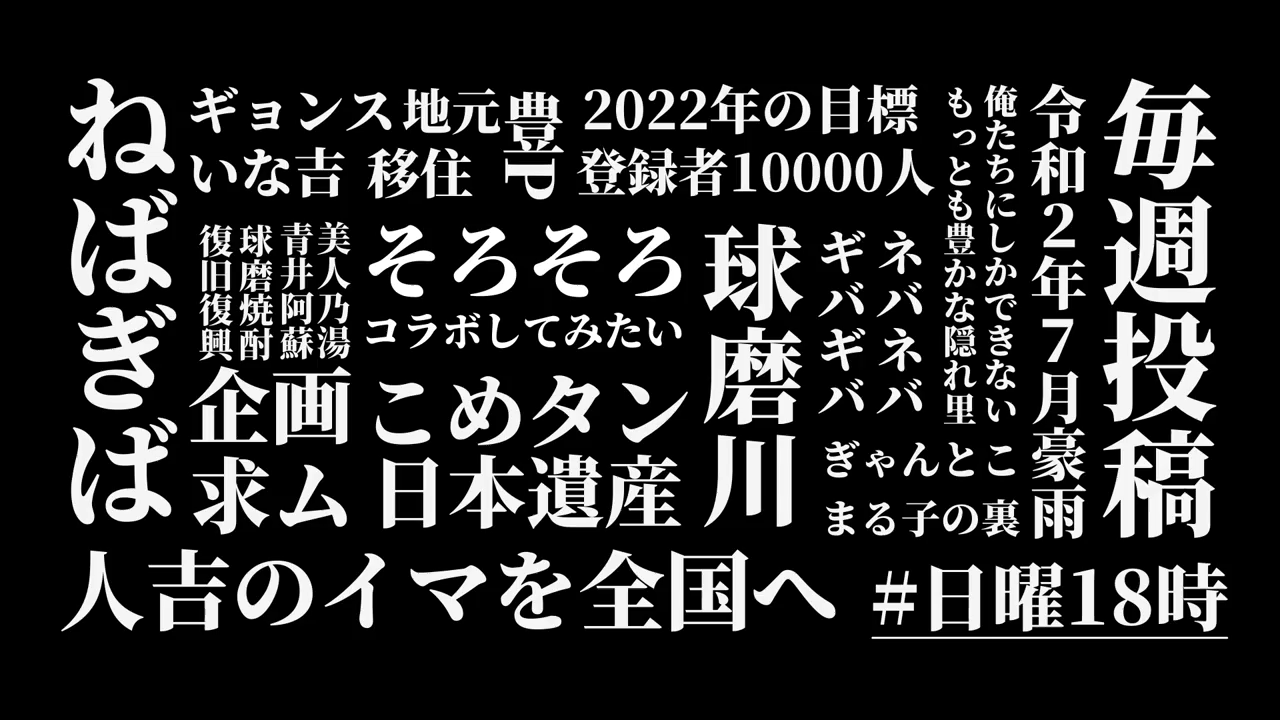 ねばぎば
ギョンス
地元
豊P
2022年の目標
登録者10000人
いな吉
移住
俺たちにしかできない
もっとも豊かな隠れ里
令和2年7月豪雨
毎週投稿
美人乃湯
青井阿蘇
球磨焼酎
復旧復興
そろそろ
コラボしてみたい
球磨川
ネバネバ
ギバギバ
企画
求ム
こめタン
日本遺産
ぎゃんとこ
まる子の裏
人吉のイマを全国へ
#日曜18時